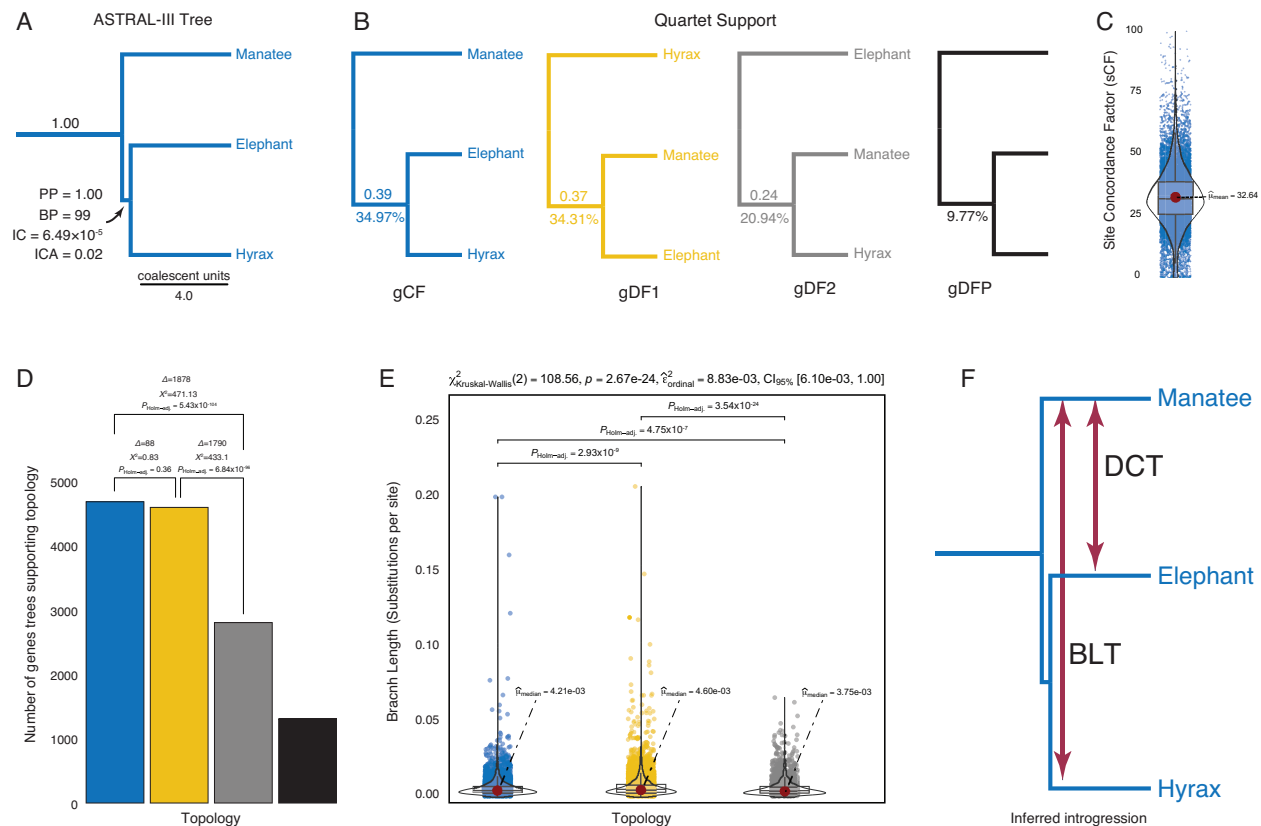 A
ASTRAL-III Tree
Manatee
1.00
Elephant
PP = 1.00
BP = 99
IC = 6.49×10⁻⁵
ICA = 0.02
Hyrax
coalescent units
4.0
B
Quartet Support
Manatee
Elephant
0.39
34.97%
Hyrax
gCF
Hyrax
Manatee
0.37
34.31%
Elephant
gDF1
Elephant
Manatee
0.24
20.94%
Hyrax
gDF2
9.77%
gDFP
C
Site Concordance Factor (sCF)
100
75
50
25
0
μ̂mean = 32.64
D
Δ=1878
X²=471.13
PHolm–adj. = 5.43x10⁻¹⁰⁴
Δ=88
X²=0.83
PHolm–adj. = 0.36
Δ=1790
X²=433.1
PHolm–adj. = 6.84x10⁻⁹⁶
Number of genes trees supporting topology
5000
4000
3000
2000
1000
0
Topology
E
χ²Kruskal-Wallis(2) = 108.56, p = 2.67e-24, ε̂²ordinal = 8.83e-03, CI95% [6.10e-03, 1.00]
PHolm–adj. = 3.54x10⁻²⁴
PHolm–adj. = 4.75x10⁻⁷
PHolm–adj. = 2.93x10⁻⁹
Bracnh Length (Substitutions per site)
0.25
0.20
0.15
0.10
0.05
0.00
μ̂median = 4.21e-03
μ̂median = 4.60e-03
μ̂median = 3.75e-03
Topology
F
Manatee
DCT
Elephant
BLT
Hyrax
Inferred introgression